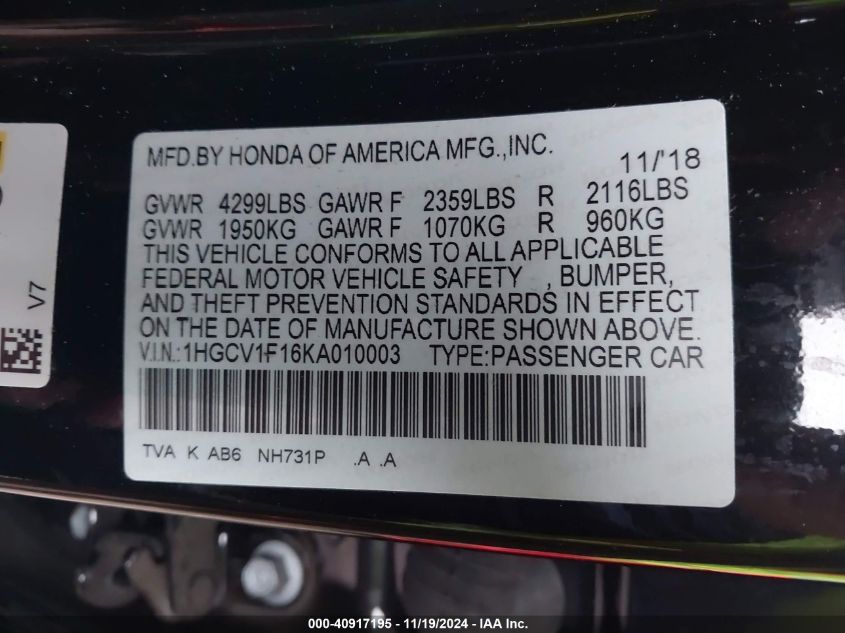 MFD.BY HONDA OF AMERICA MFG.,INC. 11/'18
GVWR 4299LBS GAWR F 2359LBS R 2116LBS
GVWR 1950KG GAWR F 1070KG R 960KG
THIS VEHICLE CONFORMS TO ALL APPLICABLE
FEDERAL MOTOR VEHICLE SAFETY , BUMPER,
AND THEFT PREVENTION STANDARDS IN EFFECT
ON THE DATE OF MANUFACTURE SHOWN ABOVE.
V.I.N.:1HGCV1F16KA010003 TYPE:PASSENGER CAR
TVA K AB6 NH731P .A .A
V7
000-40917195 - 11/19/2024 - IAA Inc.